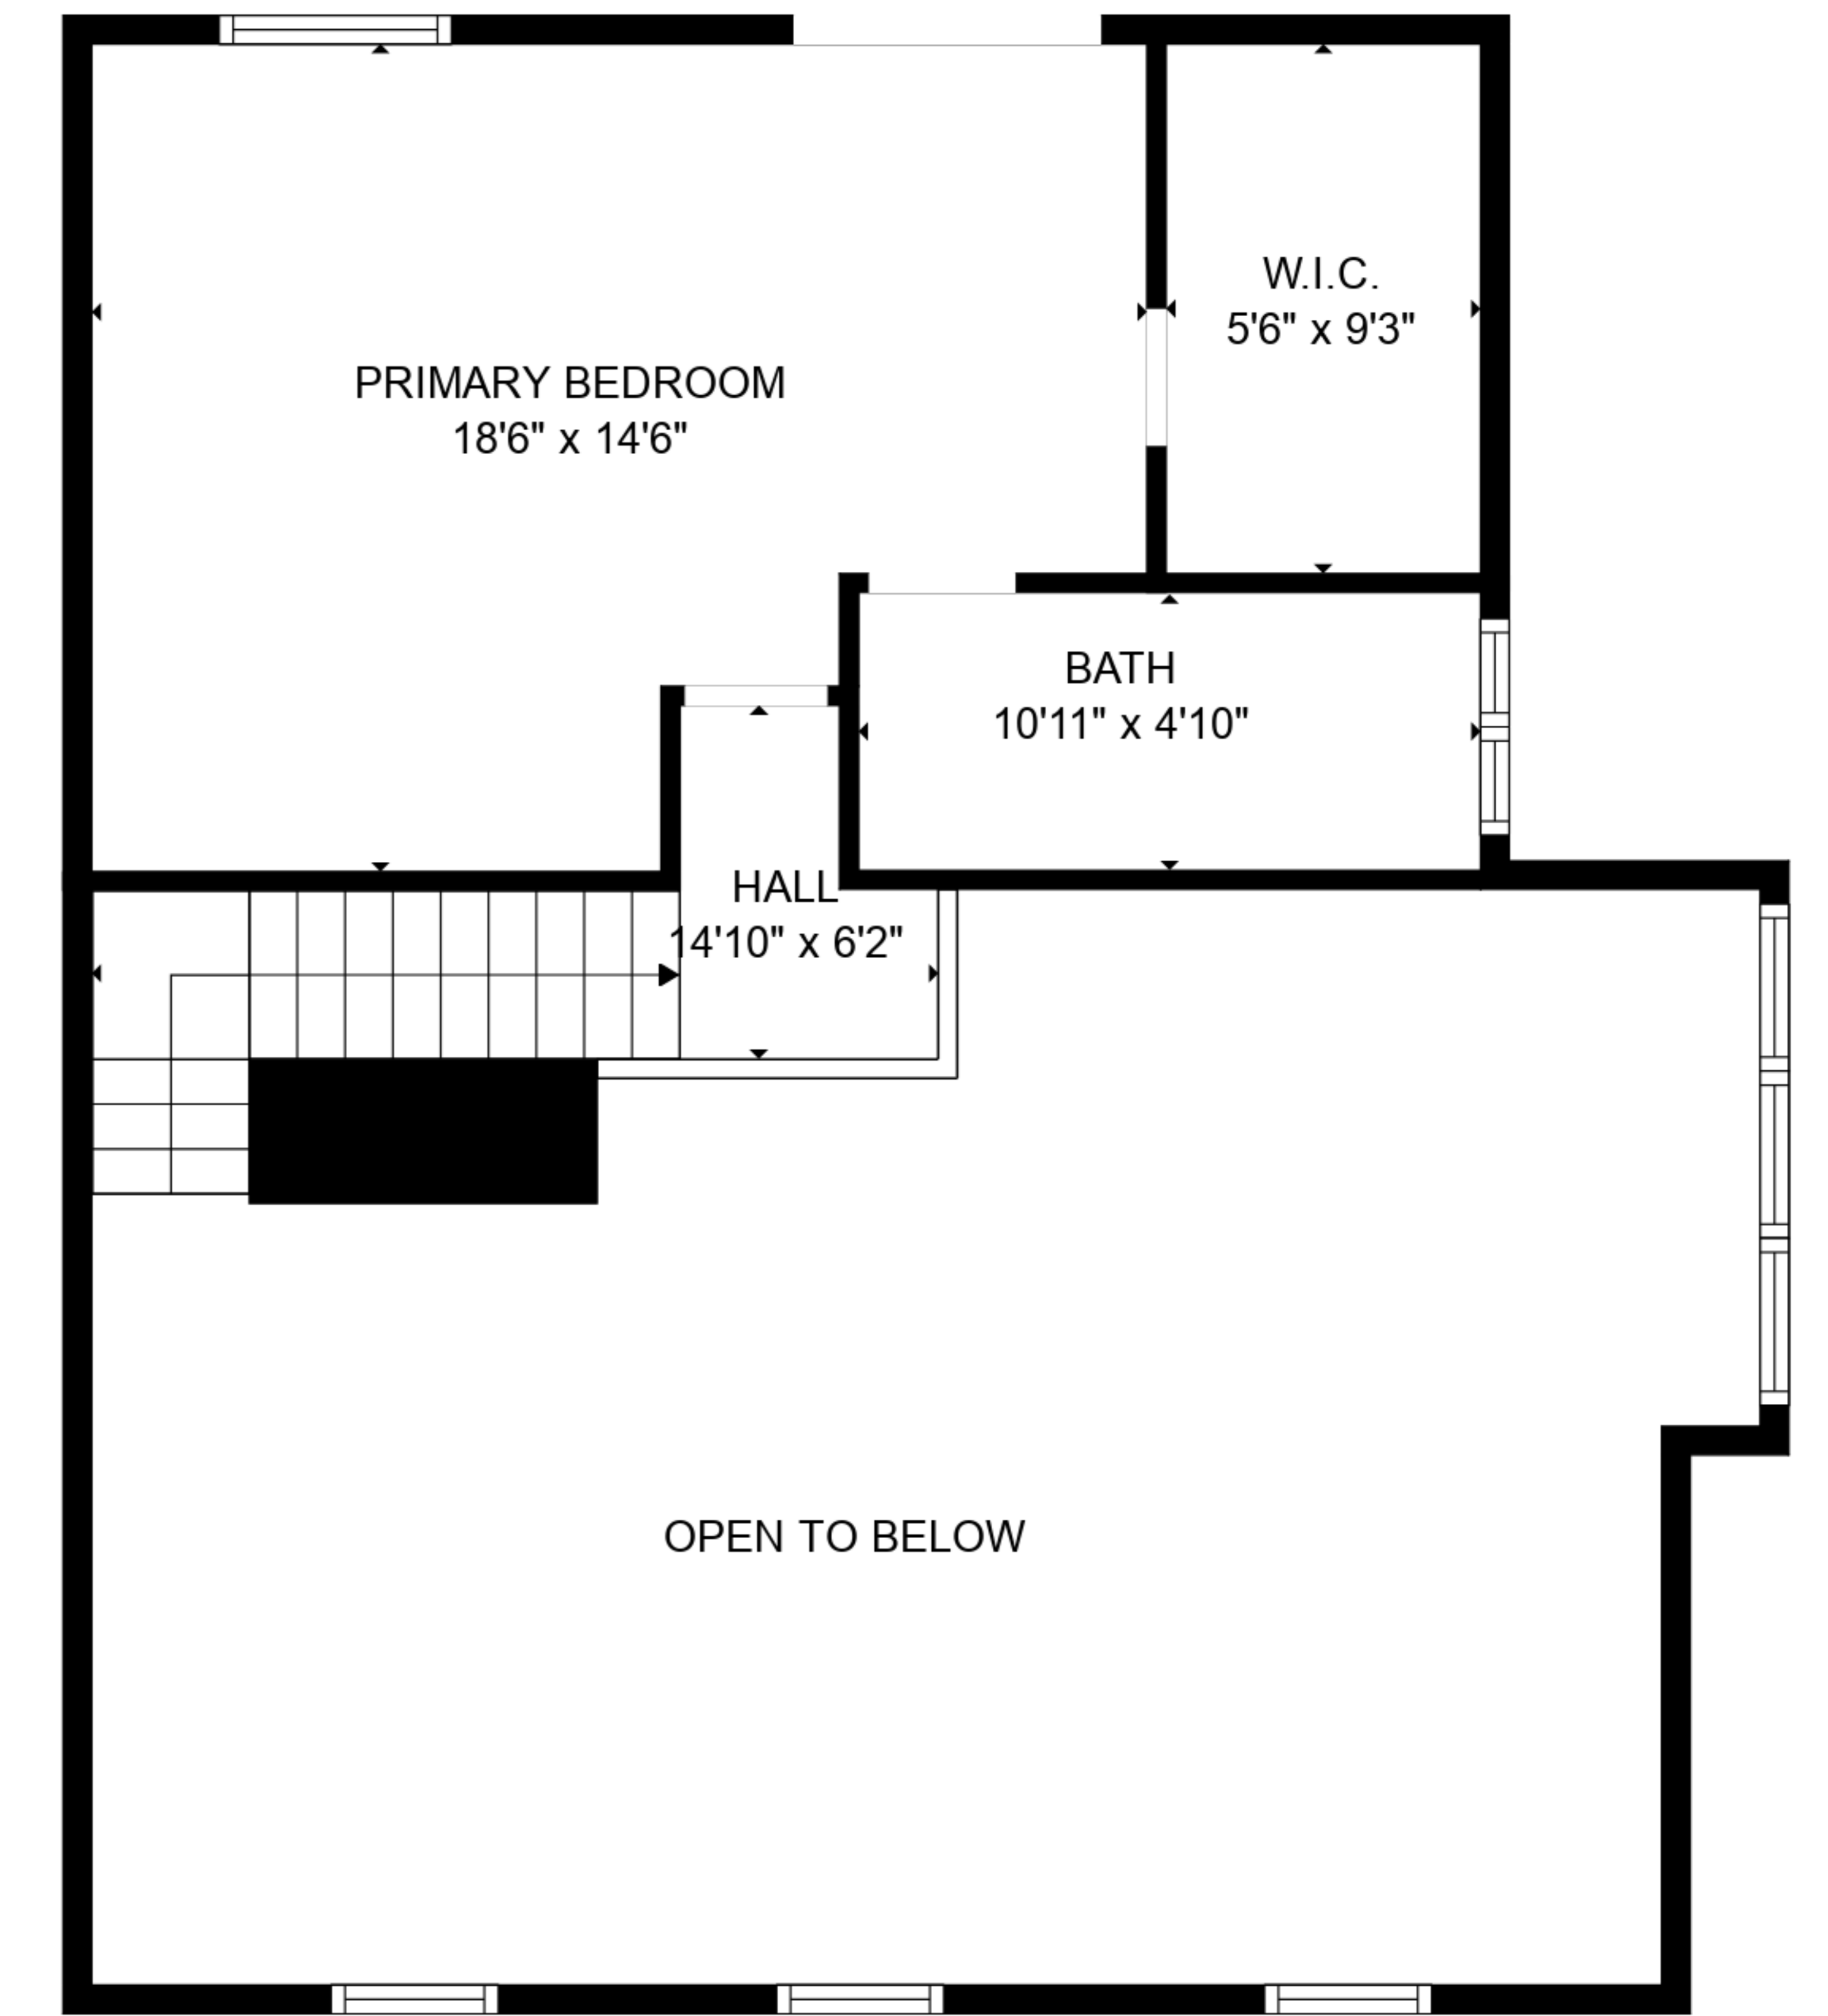 W.I.C.
5'6" x 9'3"
PRIMARY BEDROOM
18'6" x 14'6"
BATH
10'11" x 4'10"
HALL
14'10" x 6'2"
OPEN TO BELOW